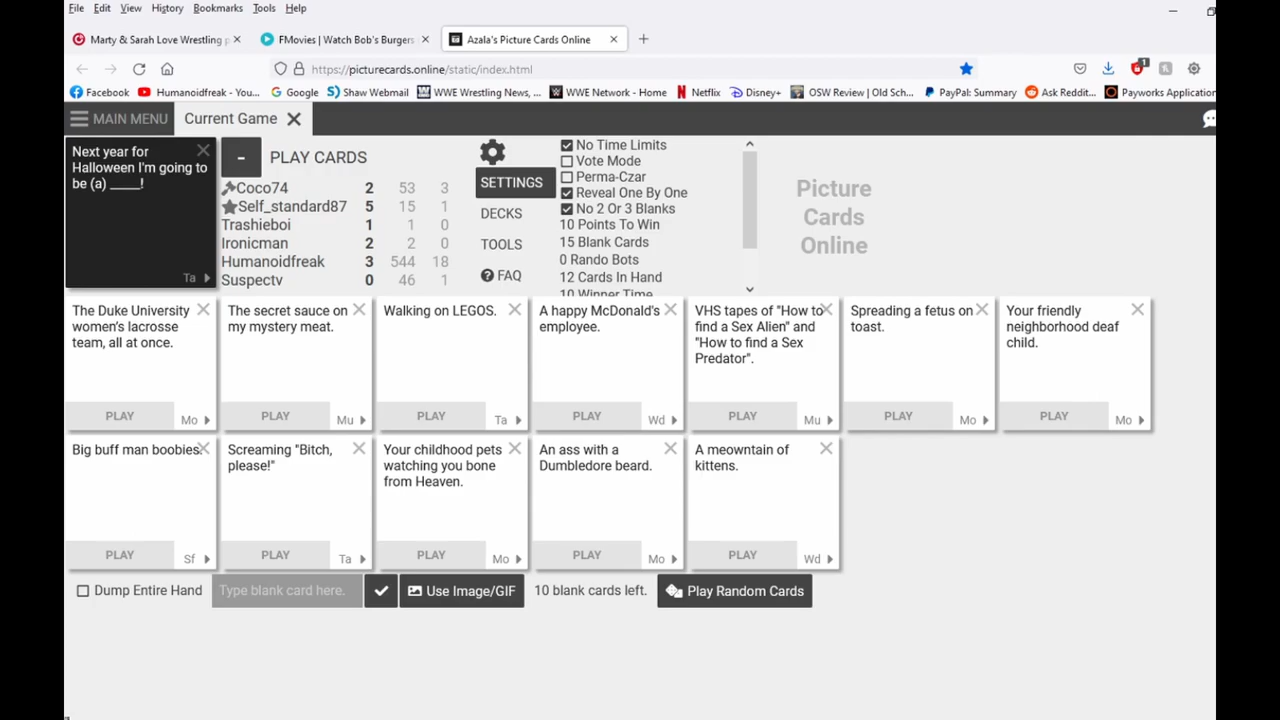 File Edit View History Bookmarks Tools Help
Marty & Sarah Love Wrestling p
FMovies | Watch Bob's Burgers
Azala's Picture Cards Online
https://picturecards.online/static/index.html
1
Facebook
Humanoidfreak - You...
Google
Shaw Webmail
WWE Wrestling News, ...
WWE Network - Home
Netflix
Disney+
OSW Review | Old Sch...
PayPal: Summary
Ask Reddit...
Payworks Application
MAIN MENU
Current Game
Next year for
Halloween I'm going to
be (a) _____!
Ta
-
PLAY CARDS
Coco74 2 53 3
Self_standard87 5 15 1
Trashieboi 1 1 0
Ironicman 2 2 0
Humanoidfreak 3 544 18
Suspectv 0 46 1
SETTINGS
DECKS
TOOLS
FAQ
No Time Limits
Vote Mode
Perma-Czar
Reveal One By One
No 2 Or 3 Blanks
10 Points To Win
15 Blank Cards
0 Rando Bots
12 Cards In Hand
10 Winner Time
Picture
Cards
Online
The Duke University
women's lacrosse
team, all at once.
PLAY Mo
The secret sauce on
my mystery meat.
PLAY Mu
Walking on LEGOS.
PLAY Ta
A happy McDonald's
employee.
PLAY Wd
VHS tapes of "How to
find a Sex Alien" and
"How to find a Sex
Predator".
PLAY Mu
Spreading a fetus on
toast.
PLAY Mo
Your friendly
neighborhood deaf
child.
PLAY Mo
Big buff man boobies.
PLAY Sf
Screaming "Bitch,
please!"
PLAY Ta
Your childhood pets
watching you bone
from Heaven.
PLAY Mo
An ass with a
Dumbledore beard.
PLAY Mo
A meowntain of
kittens.
PLAY Wd
Dump Entire Hand
Type blank card here.
Use Image/GIF
10 blank cards left.
Play Random Cards